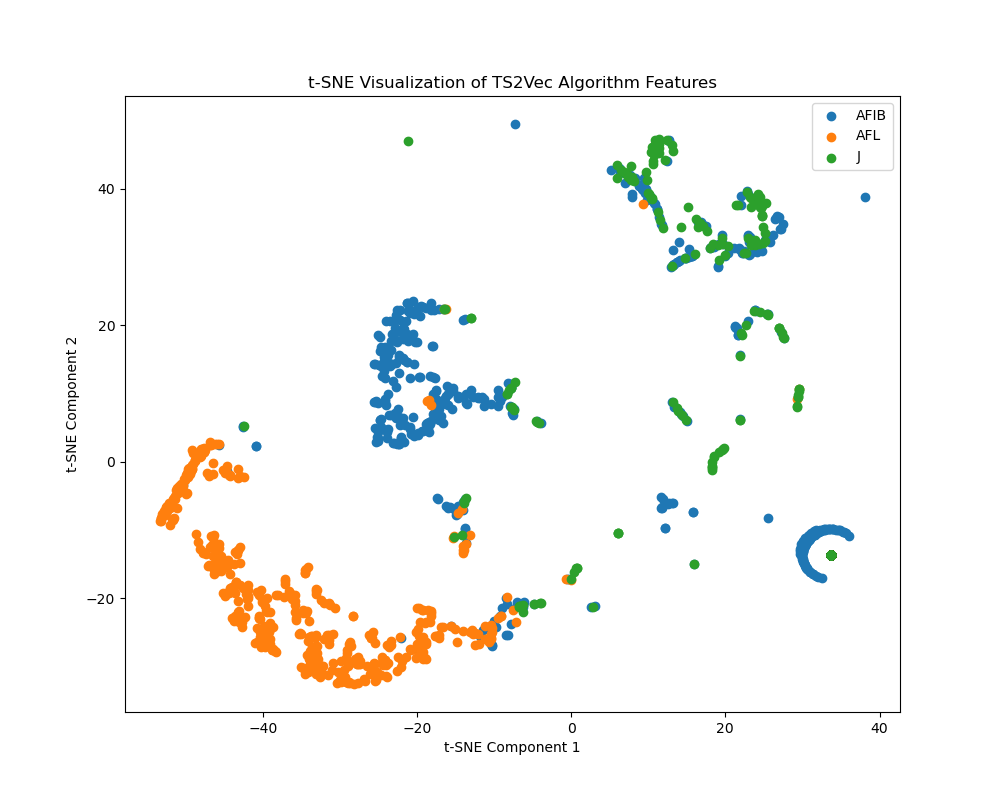 t-SNE Visualization of TS2Vec Algorithm Features
AFIB
AFL
J
40
20
0
−20
t-SNE Component 2
−40
−20
0
20
40
t-SNE Component 1